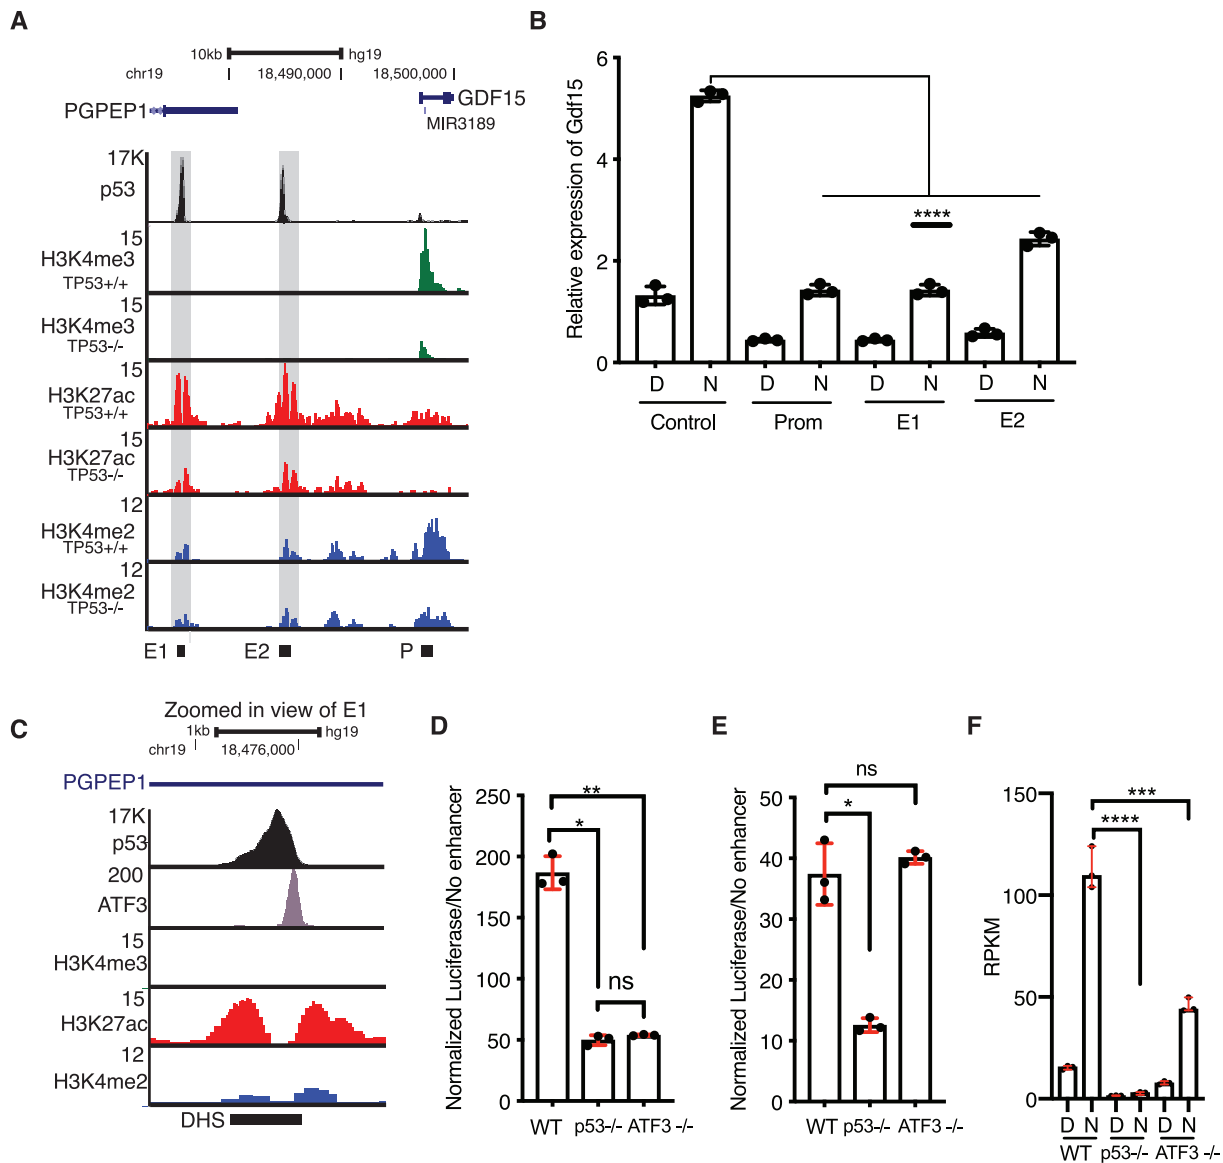 A
10kb hg19
chr19 18,490,000 18,500,000
PGPEP1 GDF15
MIR3189
17K
p53
15
H3K4me3
TP53+/+
15
H3K4me3
TP53-/-
15
H3K27ac
TP53+/+
15
H3K27ac
TP53-/-
12
H3K4me2
TP53+/+
12
H3K4me2
TP53-/-
E1 E2 P
B
Relative expression of Gdf15
6
4
2
0
****
D N D N D N D N
Control Prom E1 E2
C
Zoomed in view of E1
1kb hg19
chr19 18,476,000
PGPEP1
17K
p53
200
ATF3
15
H3K4me3
15
H3K27ac
12
H3K4me2
DHS
D
Normalized Luciferase/No enhancer
250
200
150
100
50
0
**
*
ns
WT p53-/- ATF3 -/-
E
Normalized Luciferase/No enhancer
50
40
30
20
10
0
ns
*
WT p53-/- ATF3 -/-
F
RPKM
150
100
50
0
***
****
D N D N D N
WT p53-/- ATF3 -/-